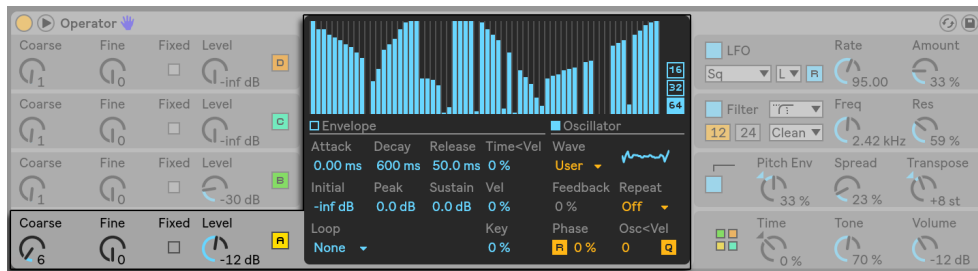 Operator
Coarse Fine Fixed Level
1 0 -inf dB D
Coarse Fine Fixed Level
1 0 -inf dB C
Coarse Fine Fixed Level
1 0 -30 dB B
Coarse Fine Fixed Level
6 0 -12 dB A
16
32
64
Envelope Oscillator
Attack Decay Release Time<Vel Wave
0.00 ms 600 ms 50.0 ms 0 % User
Initial Peak Sustain Vel Feedback Repeat
-inf dB 0.0 dB 0.0 dB 0 % 0 % Off
Loop Key Phase Osc<Vel
None 0 % R 0 % 0 Q
LFO Rate Amount
Sq L R 95.00 33 %
Filter Freq Res
12 24 Clean 2.42 kHz 59 %
Pitch Env Spread Transpose
33 % 23 % +8 st
Time Tone Volume
0 % 70 % -12 dB